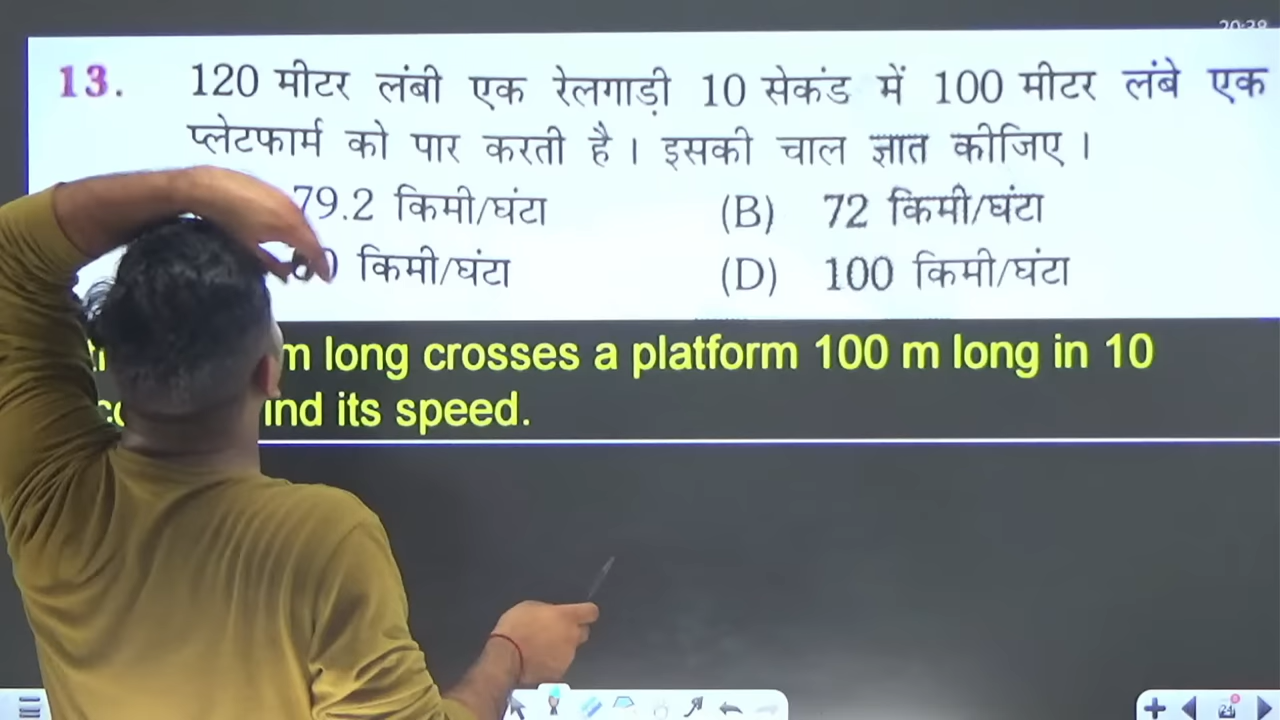 20:38
13. 120 मीटर लंबी एक रेलगाड़ी 10 सेकंड में 100 मीटर लंबे एक
प्लेटफार्म को पार करती है । इसकी चाल ज्ञात कीजिए ।
79.2 किमी/घंटा (B) 72 किमी/घंटा
किमी/घंटा (D) 100 किमी/घंटा
m long crosses a platform 100 m long in 10
ind its speed.